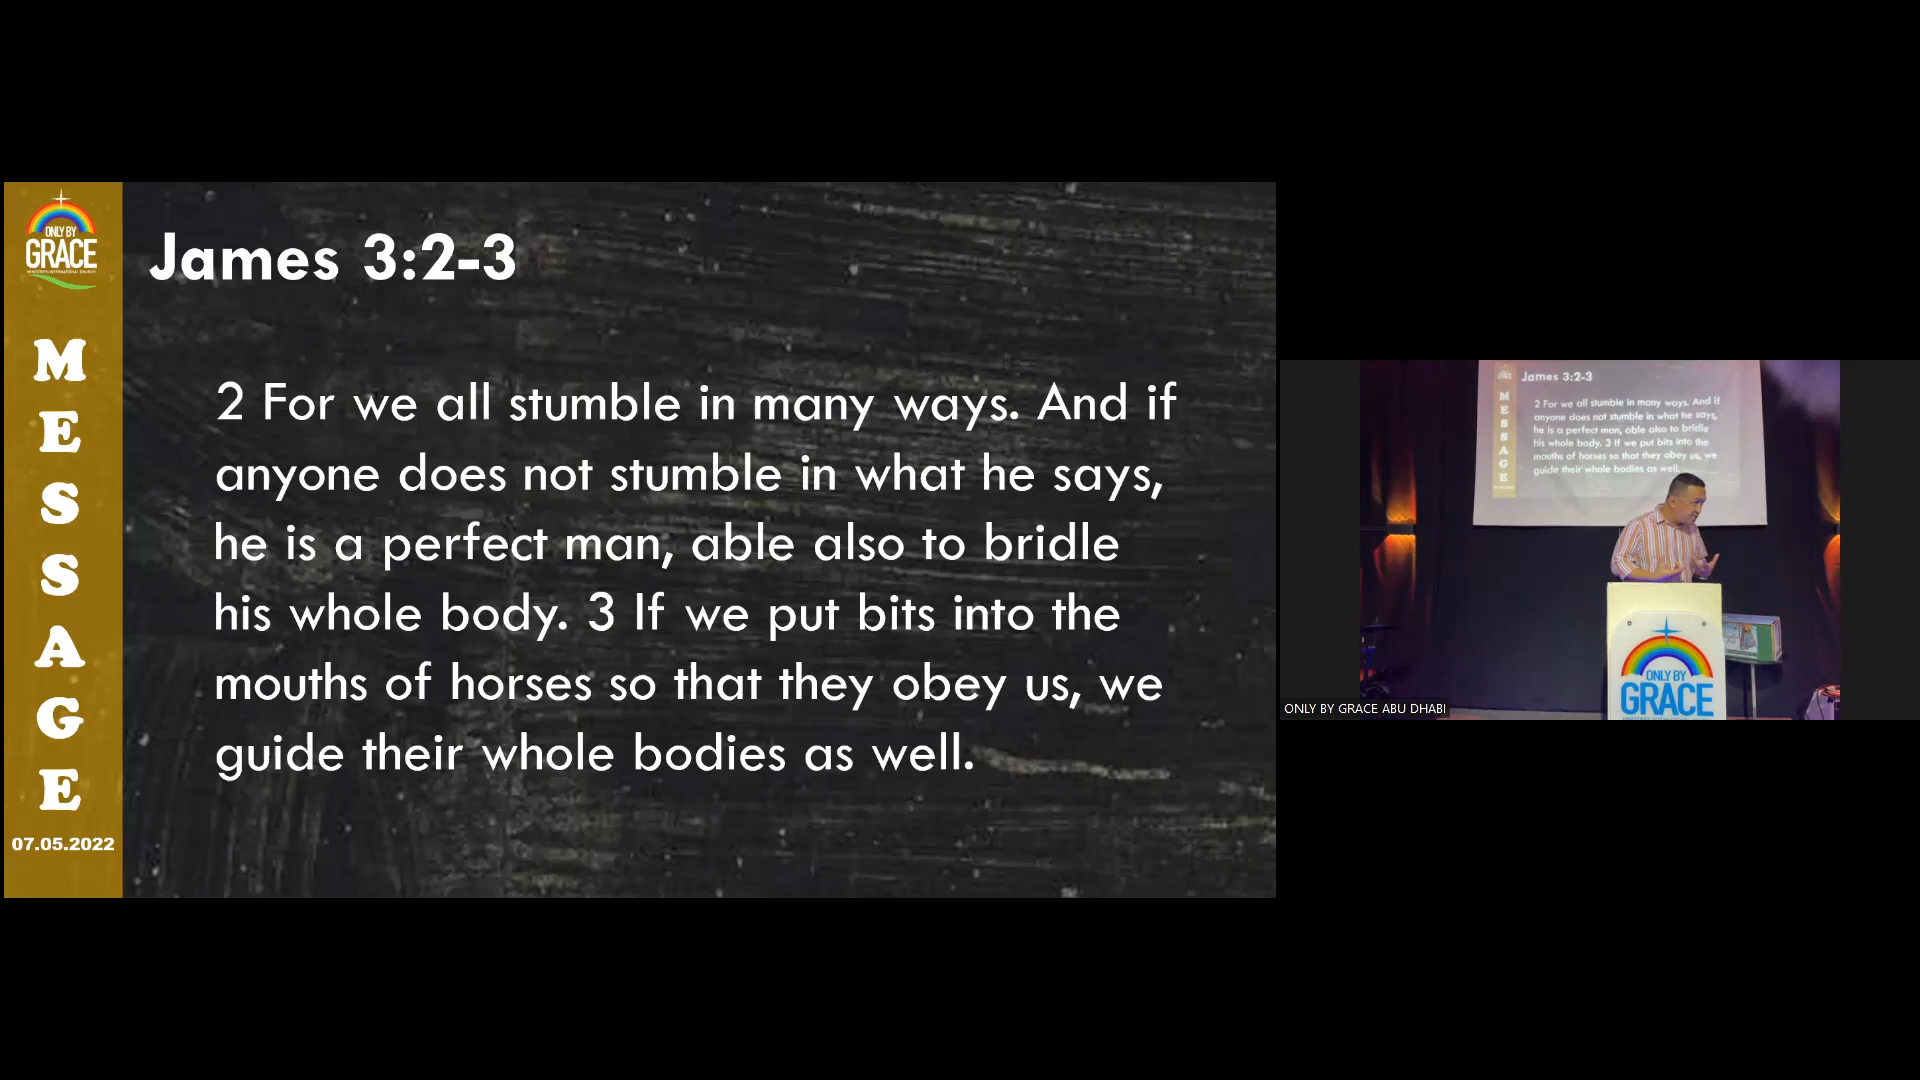 ONLY BY
GRACE
MESSAGE
07.05.2022
James 3:2-3
2 For we all stumble in many ways. And if
anyone does not stumble in what he says,
he is a perfect man, able also to bridle
his whole body. 3 If we put bits into the
mouths of horses so that they obey us, we
guide their whole bodies as well.
James 3:2-3
MESSAGE
2 For we all stumble in many ways. And if
anyone does not stumble in what he says,
he is a perfect man, able also to bridle
his whole body. 3 If we put bits into the
mouths of horses so that they obey us, we
guide their whole bodies as well.
ONLY BY
GRACE
ONLY BY GRACE ABU DHABI